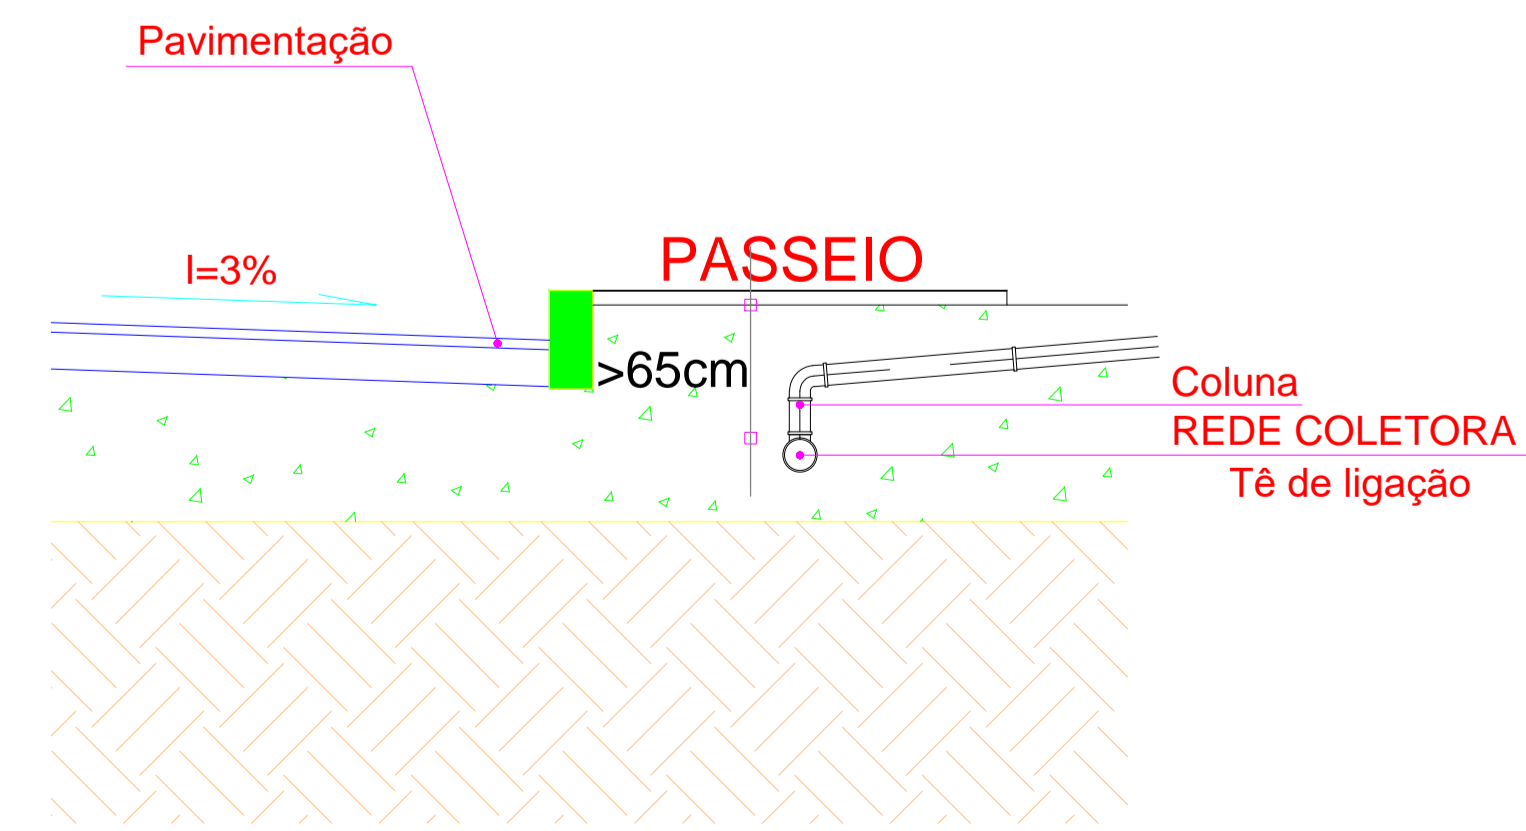 Pavimentação
PASSEIO
I=3%
>65cm
Coluna
REDE COLETORA
Tê de ligação